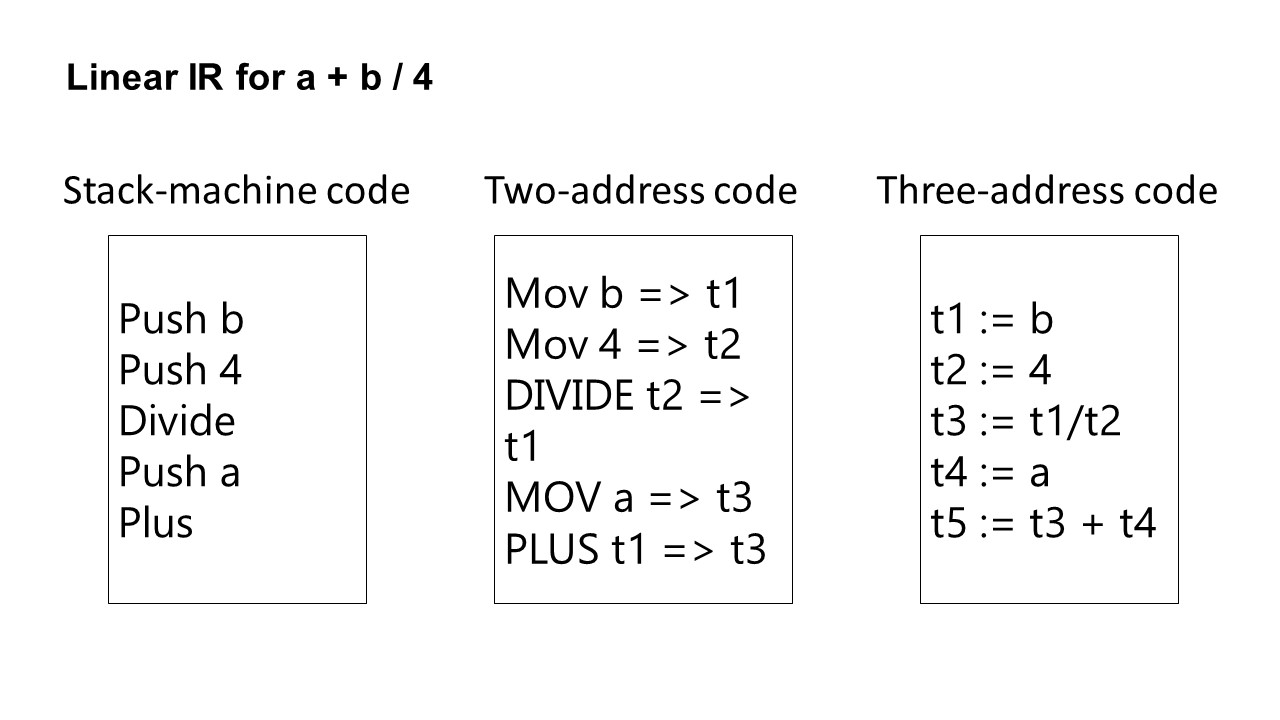 Linear IR for a + b / 4
Stack-machine code
Push b
Push 4
Divide
Push a
Plus
Two-address code
Mov b => t1
Mov 4 => t2
DIVIDE t2 =>
t1
MOV a => t3
PLUS t1 => t3
Three-address code
t1 := b
t2 := 4
t3 := t1/t2
t4 := a
t5 := t3 + t4